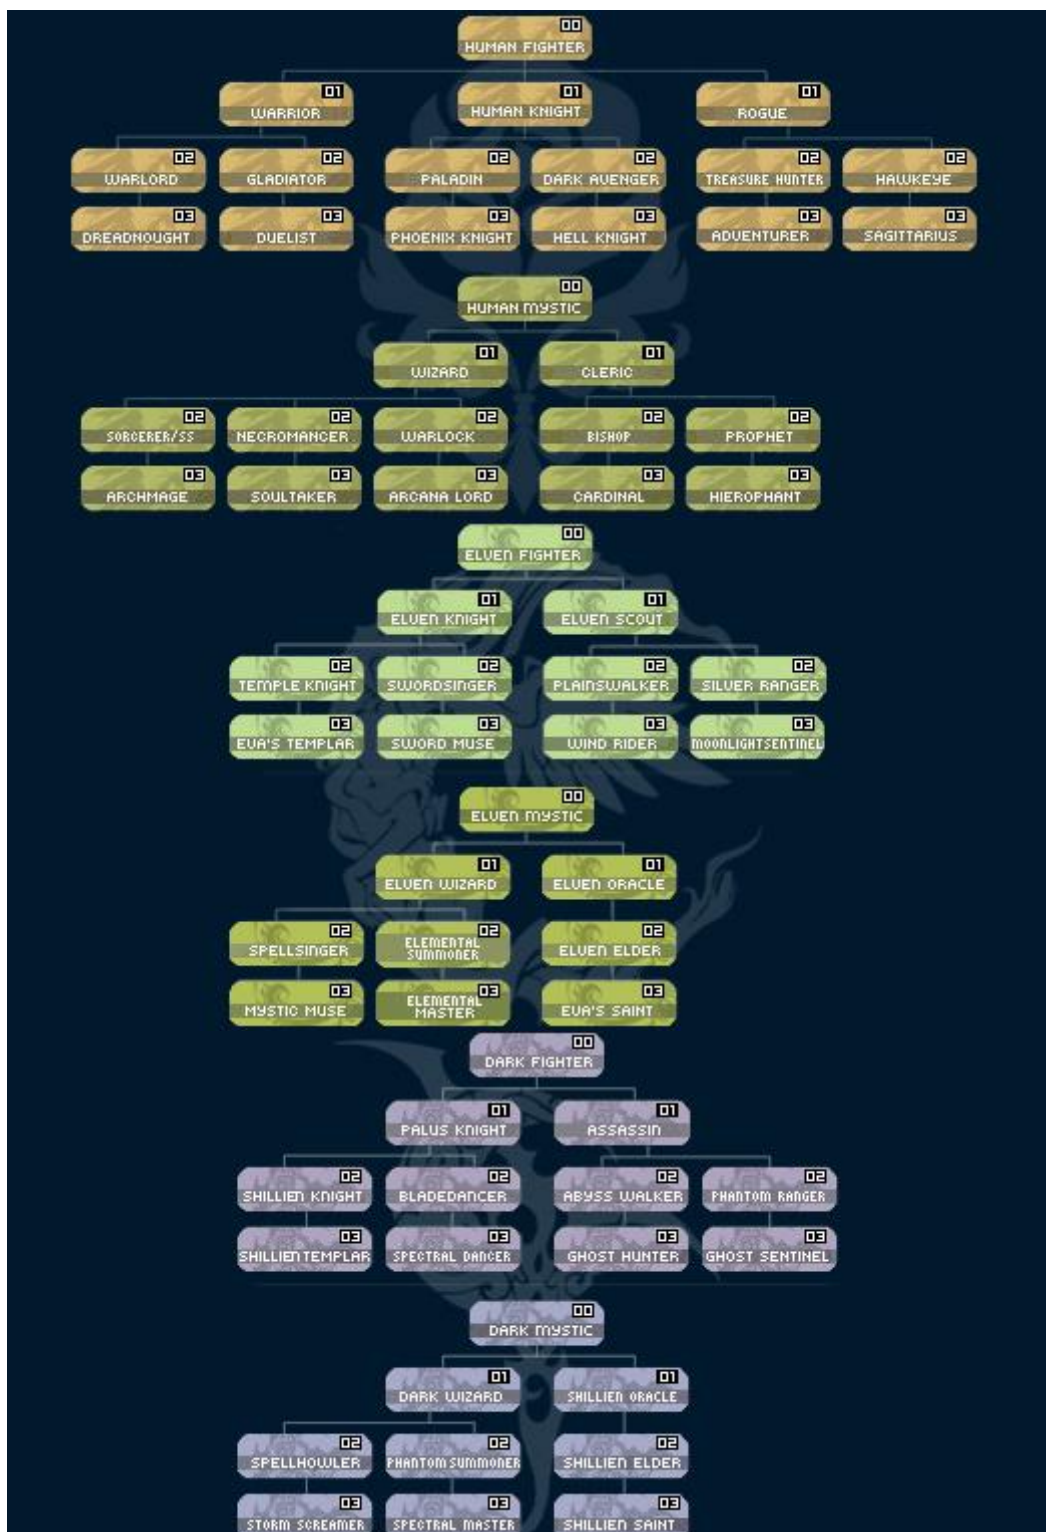 00
HUMAN FIGHTER
01 01 01
WARRIOR HUMAN KNIGHT ROGUE
02 02 02 02 02 02
WARLORD GLADIATOR PALADIN DARK AVENGER TREASURE HUNTER HAWKEYE
03 03 03 03 03 03
DREADNOUGHT DUELIST PHOENIX KNIGHT HELL KNIGHT ADVENTURER SAGITTARIUS
00
HUMAN MYSTIC
01 01
WIZARD CLERIC
02 02 02 02 02
SORCERER/SS NECROMANCER WARLOCK BISHOP PROPHET
03 03 03 03 03
ARCHMAGE SOULTAKER ARCANA LORD CARDINAL HIEROPHANT
00
ELVEN FIGHTER
01 01
ELVEN KNIGHT ELVEN SCOUT
02 02 02 02
TEMPLE KNIGHT SWORDSINGER PLAINSWALKER SILVER RANGER
03 03 03 03
EVA'S TEMPLAR SWORD MUSE WIND RIDER MOONLIGHTSENTINEL
00
ELVEN MYSTIC
01 01
ELVEN WIZARD ELVEN ORACLE
02 02 02
SPELLSINGER ELEMENTAL SUMMONER ELVEN ELDER
03 03 03
MYSTIC MUSE ELEMENTAL MASTER EVA'S SAINT
00
DARK FIGHTER
01 01
PALUS KNIGHT ASSASSIN
02 02 02 02
SHILLIEN KNIGHT BLADEDANCER ABYSS WALKER PHANTOM RANGER
03 03 03 03
SHILLIEN TEMPLAR SPECTRAL DANCER GHOST HUNTER GHOST SENTINEL
00
DARK MYSTIC
01 01
DARK WIZARD SHILLIEN ORACLE
02 02 02
SPELLHOWLER PHANTOM SUMMONER SHILLIEN ELDER
03 03 03
STORM SCREAMER SPECTRAL MASTER SHILLIEN SAINT